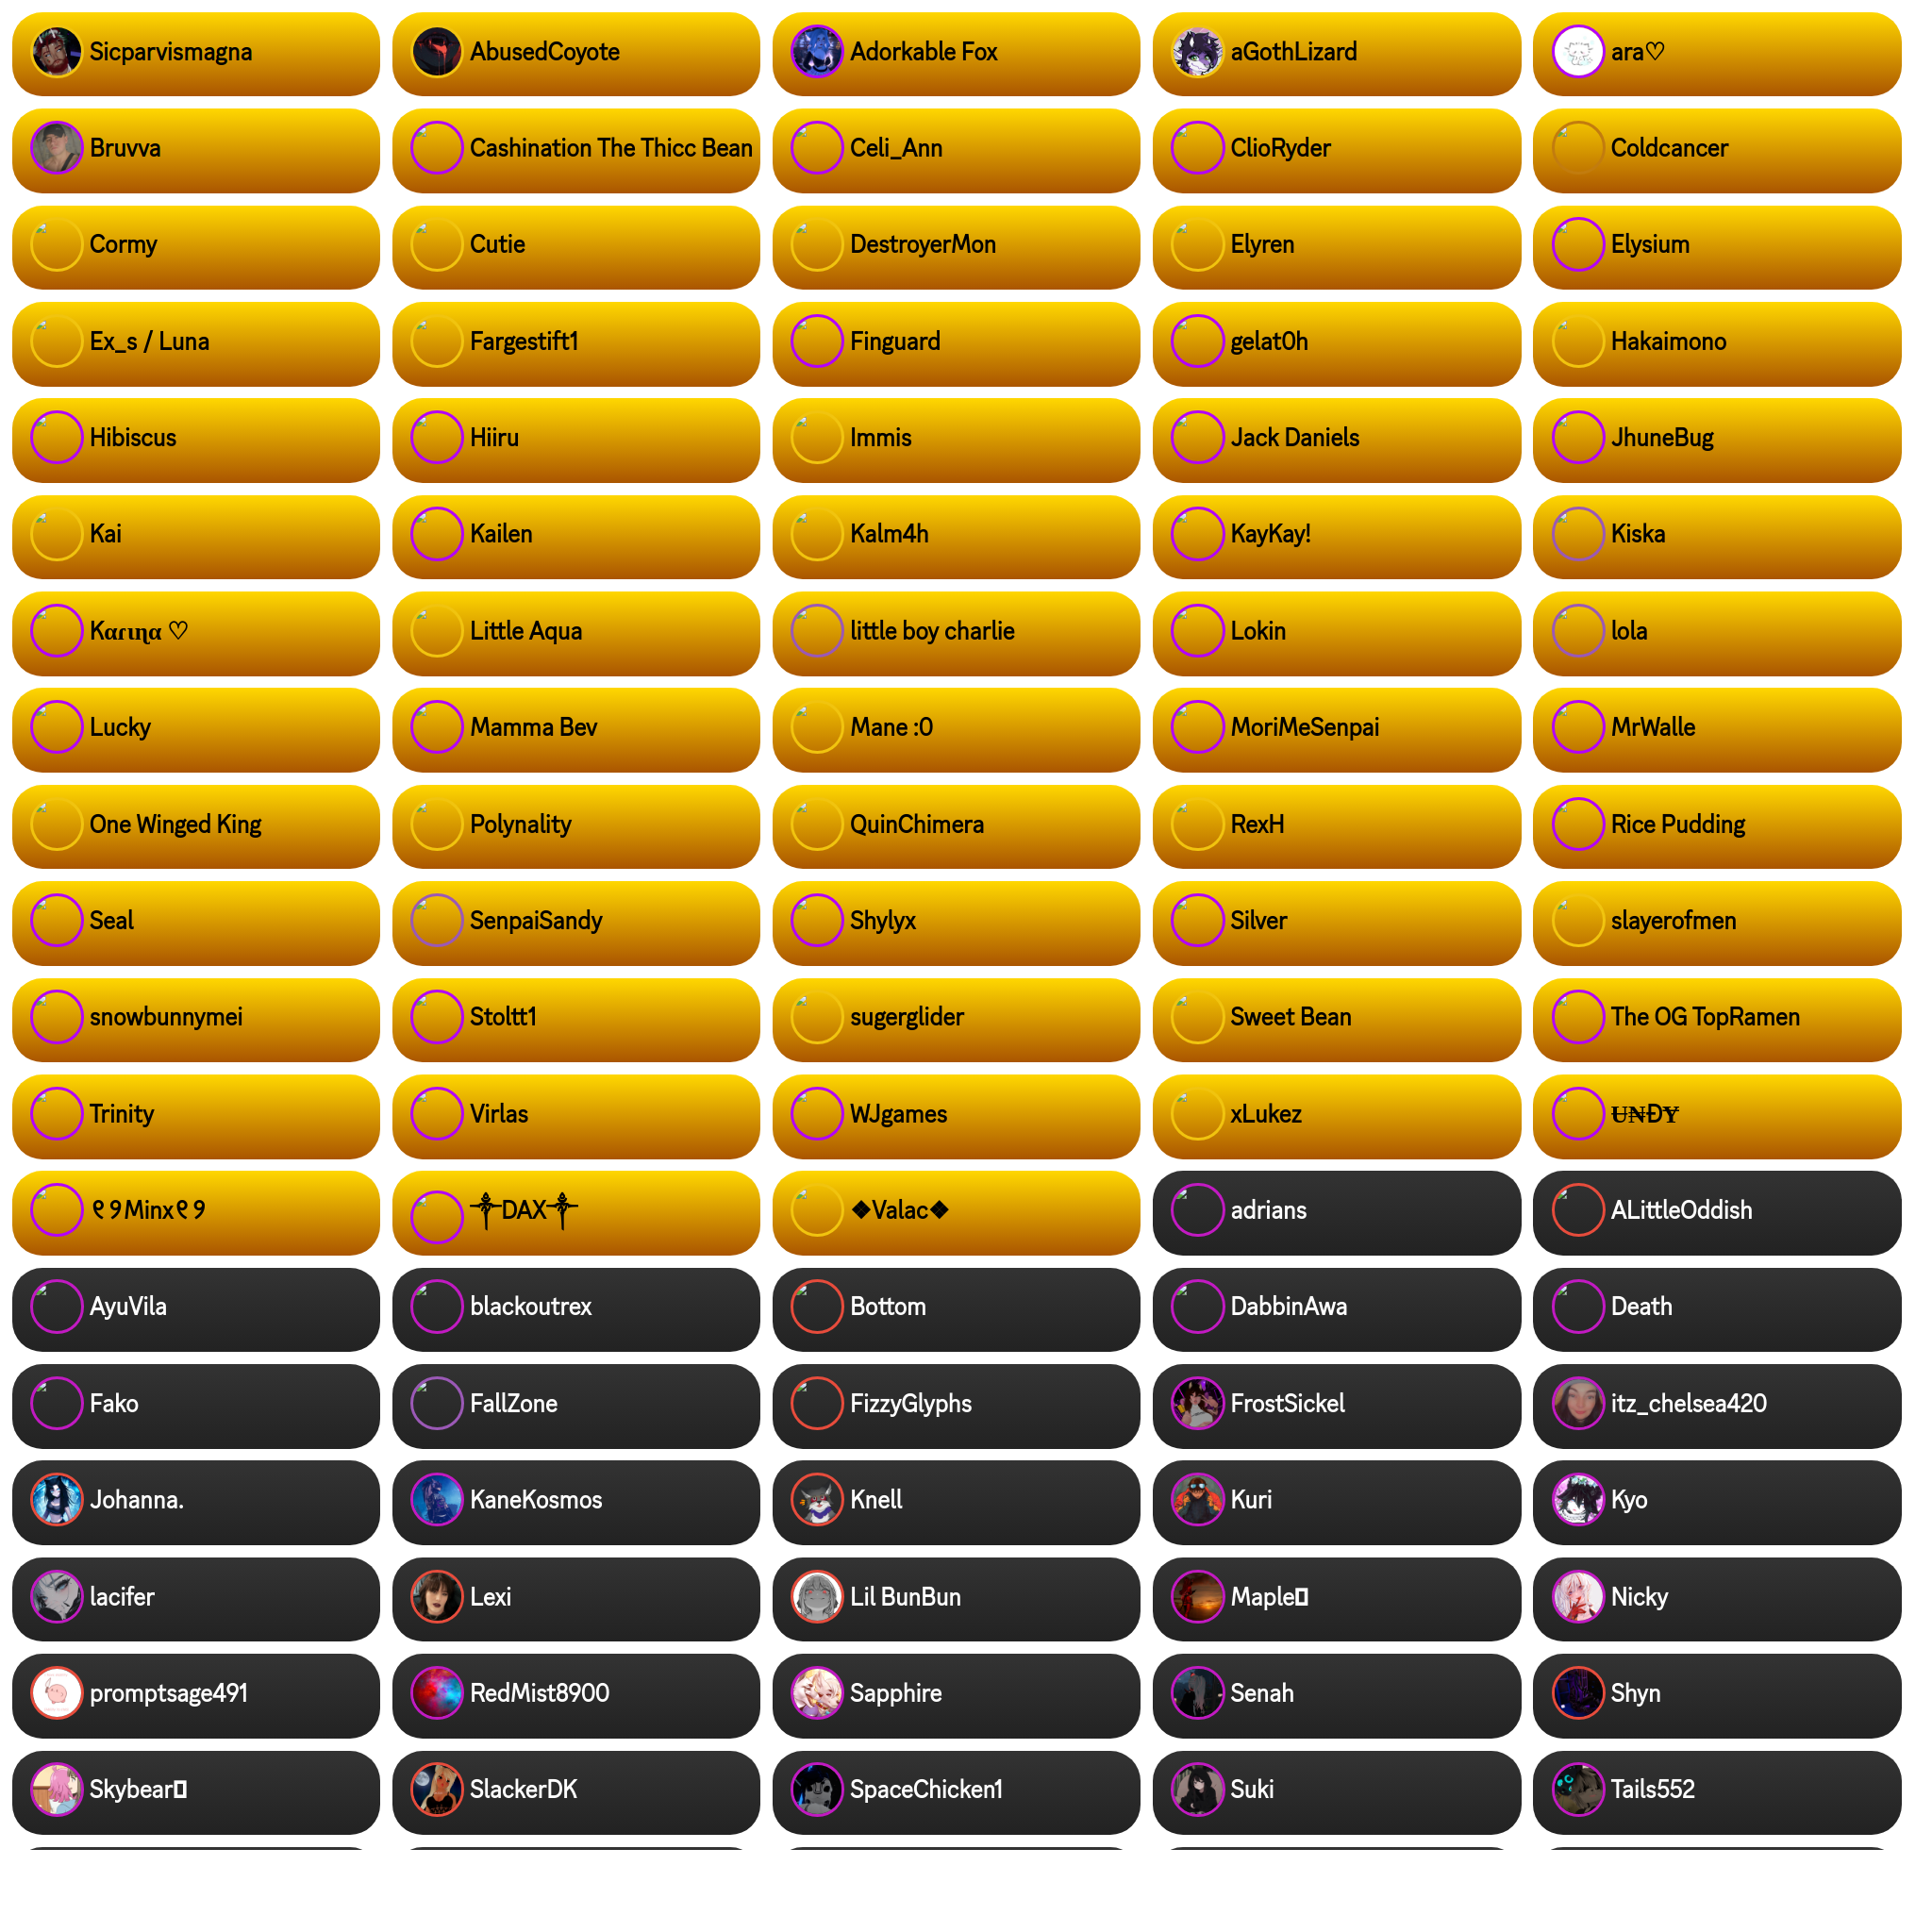 Sicparvismagna
AbusedCoyote
Adorkable Fox
aGothLizard
ara♡
Bruvva
Cashination The Thicc Bean
Celi_Ann
ClioRyder
Coldcancer
Cormy
Cutie
DestroyerMon
Elyren
Elysium
Ex_s / Luna
Fargestift1
Finguard
gelat0h
Hakaimono
Hibiscus
Hiiru
Immis
Jack Daniels
JhuneBug
Kai
Kailen
Kalm4h
KayKay!
Kiska
Kαɾιɳα ♡
Little Aqua
little boy charlie
Lokin
lola
Lucky
Mamma Bev
Mane :0
MoriMeSenpai
MrWalle
One Winged King
Polynality
QuinChimera
RexH
Rice Pudding
Seal
SenpaiSandy
Shylyx
Silver
slayerofmen
snowbunnymei
Stoltt1
sugerglider
Sweet Bean
The OG TopRamen
Trinity
Virlas
WJgames
xLukez
U̶N̶ĐY̶
୧୨Minx୧୨
⸸DAX⸸
❖Valac❖
adrians
ALittleOddish
AyuVila
blackoutrex
Bottom
DabbinAwa
Death
Fako
FallZone
FizzyGlyphs
FrostSickel
itz_chelsea420
Johanna.
KaneKosmos
Knell
Kuri
Kyo
lacifer
Lexi
Lil BunBun
Maple
Nicky
promptsage491
RedMist8900
Sapphire
Senah
Shyn
Skybear
SlackerDK
SpaceChicken1
Suki
Tails552